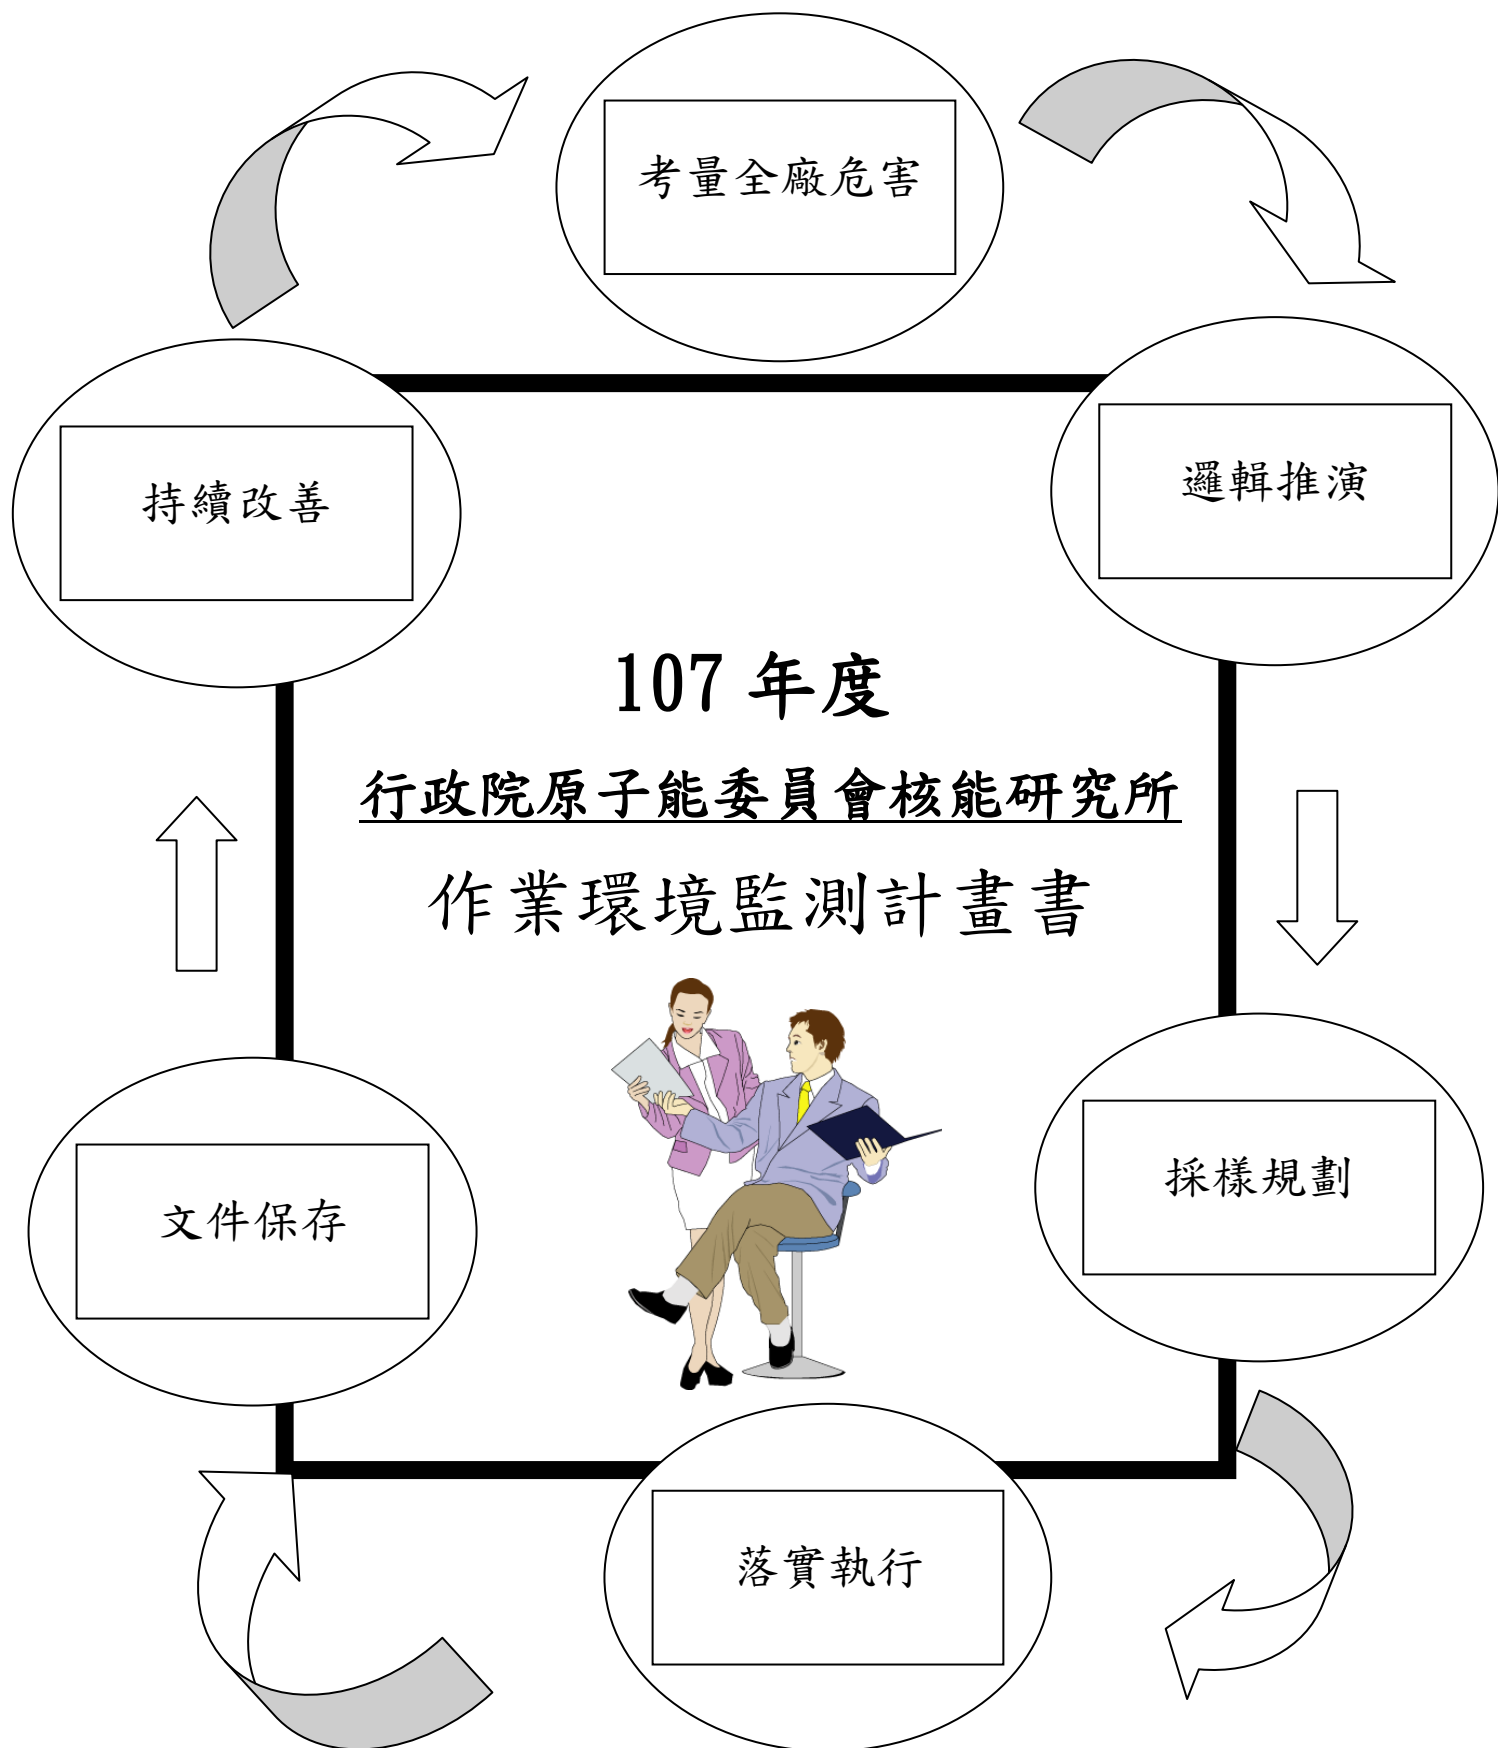 考量全廠危害
持續改善
邏輯推演
107 年度
行政院原子能委員會核能研究所
作業環境監測計畫書
文件保存
採樣規劃
落實執行